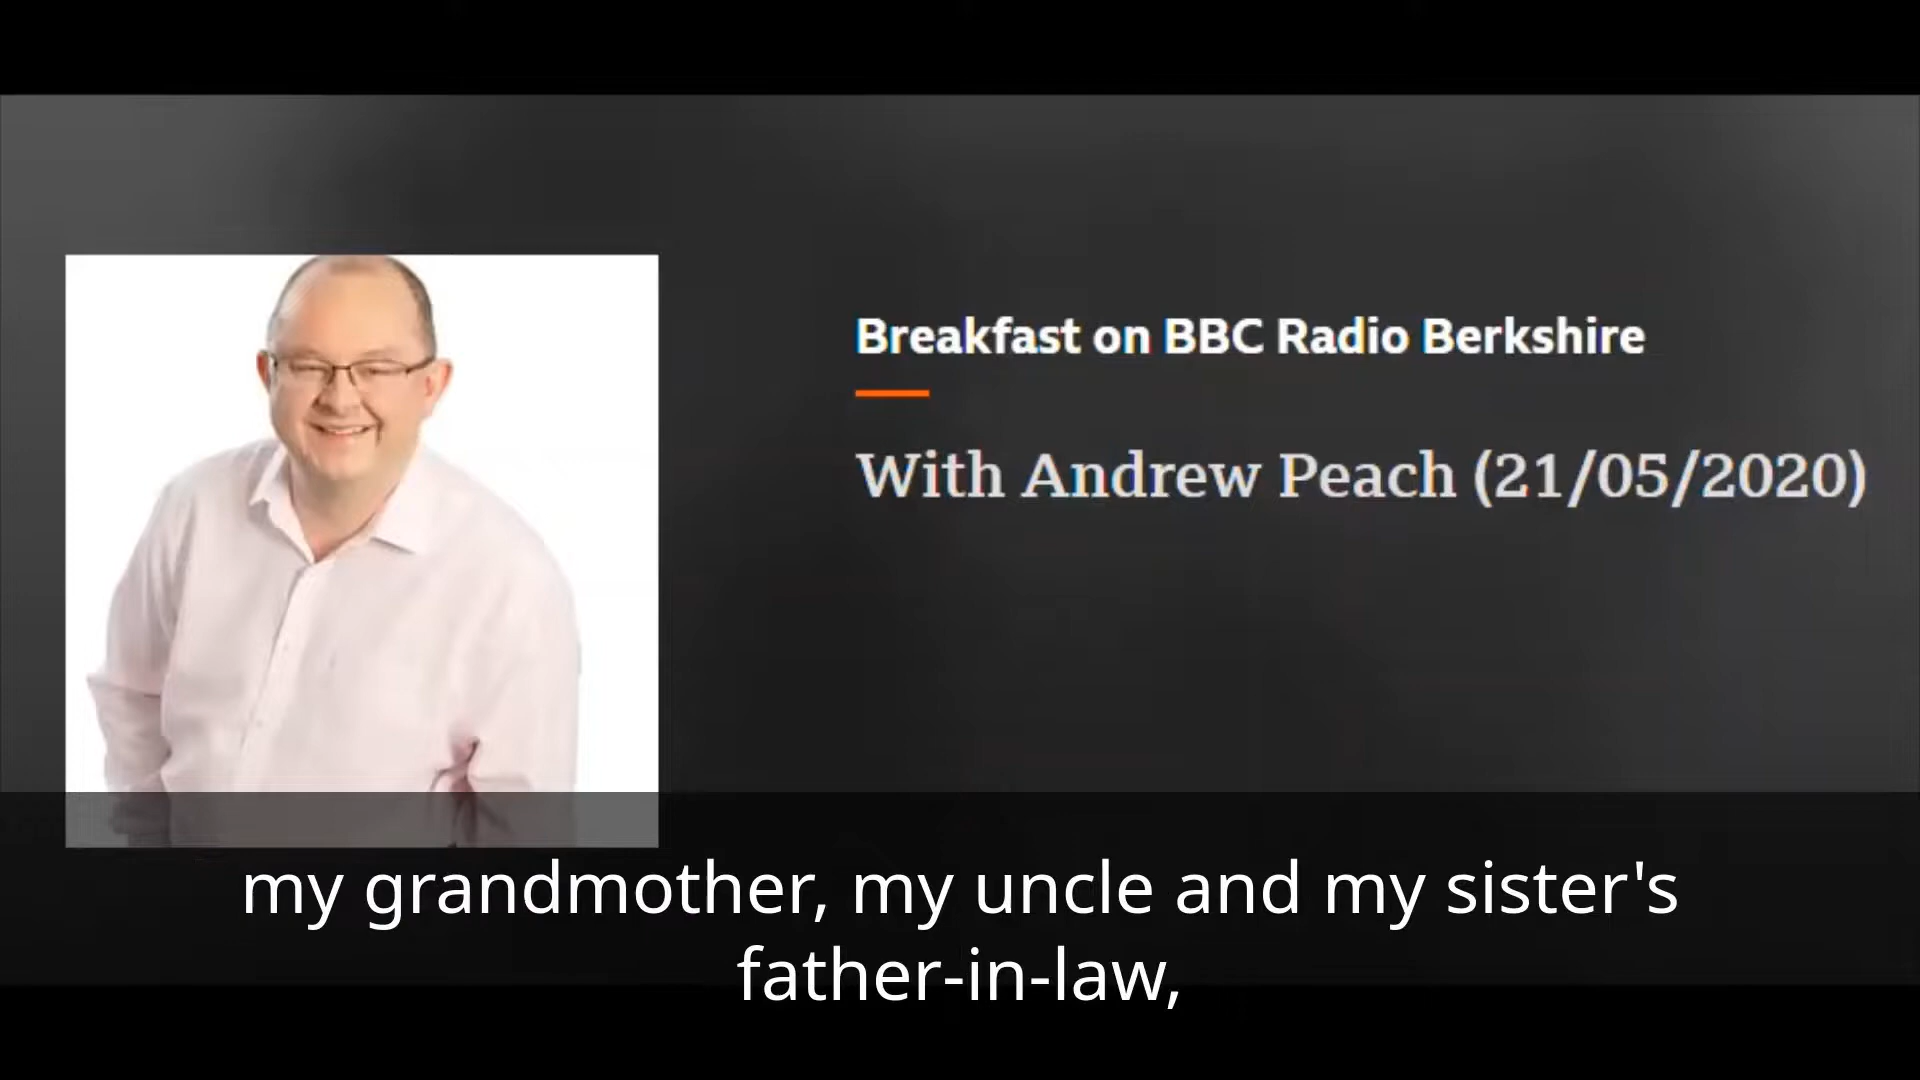 Breakfast on BBC Radio Berkshire
With Andrew Peach (21/05/2020)
my grandmother, my uncle and my sister's
father-in-law,